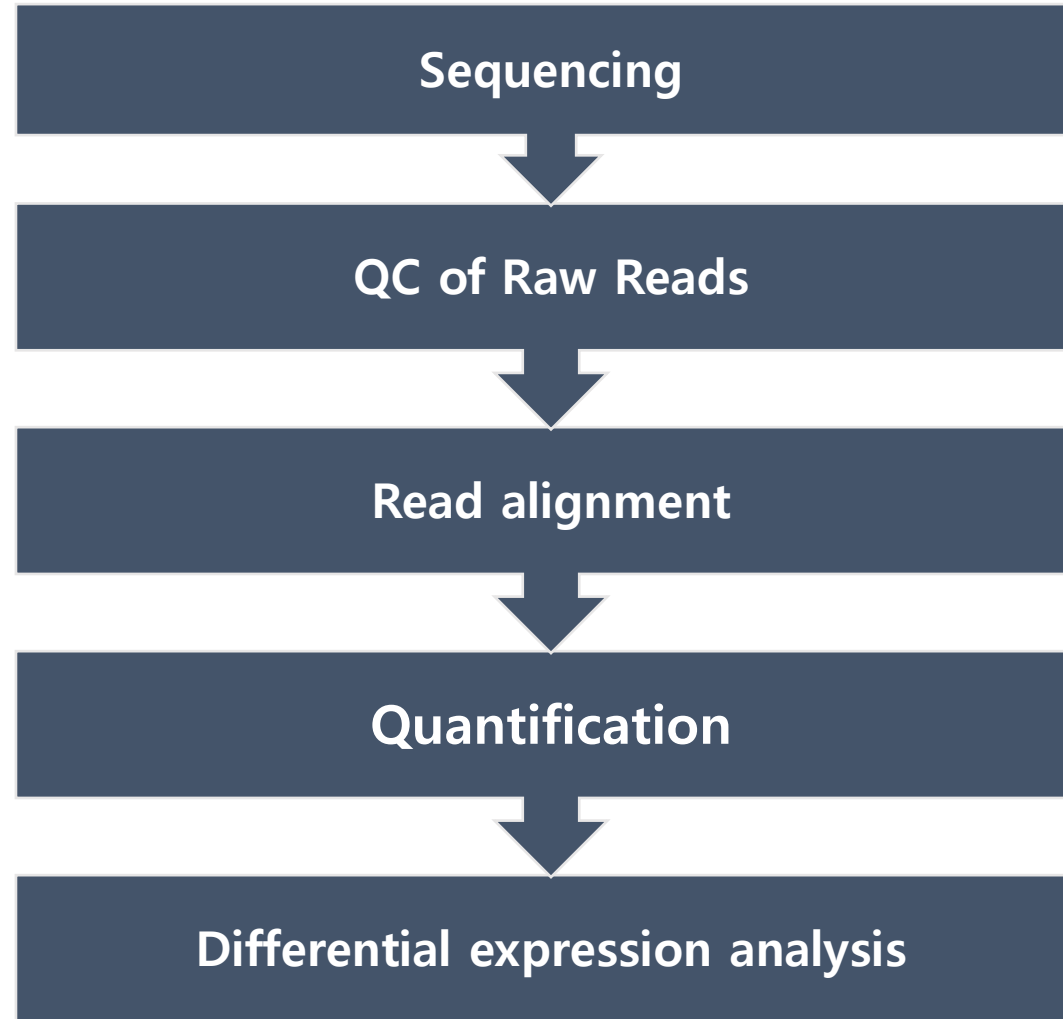 Sequencing
QC of Raw Reads
Read alignment
Quantification
Differential expression analysis